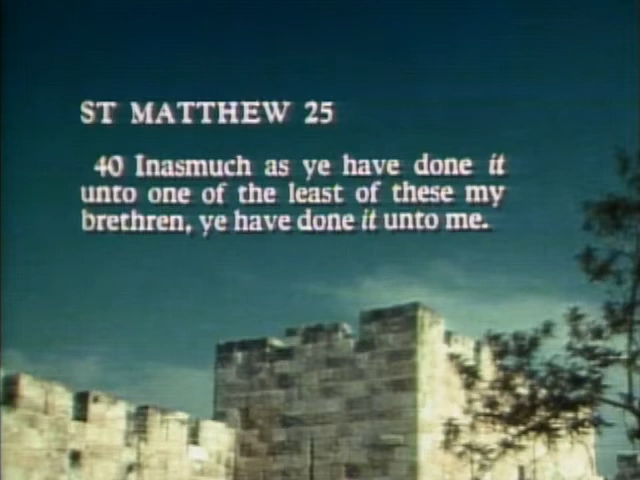 ST MATTHEW 25
40 Inasmuch as ye have done it
unto one of the least of these my
brethren, ye have done it unto me.